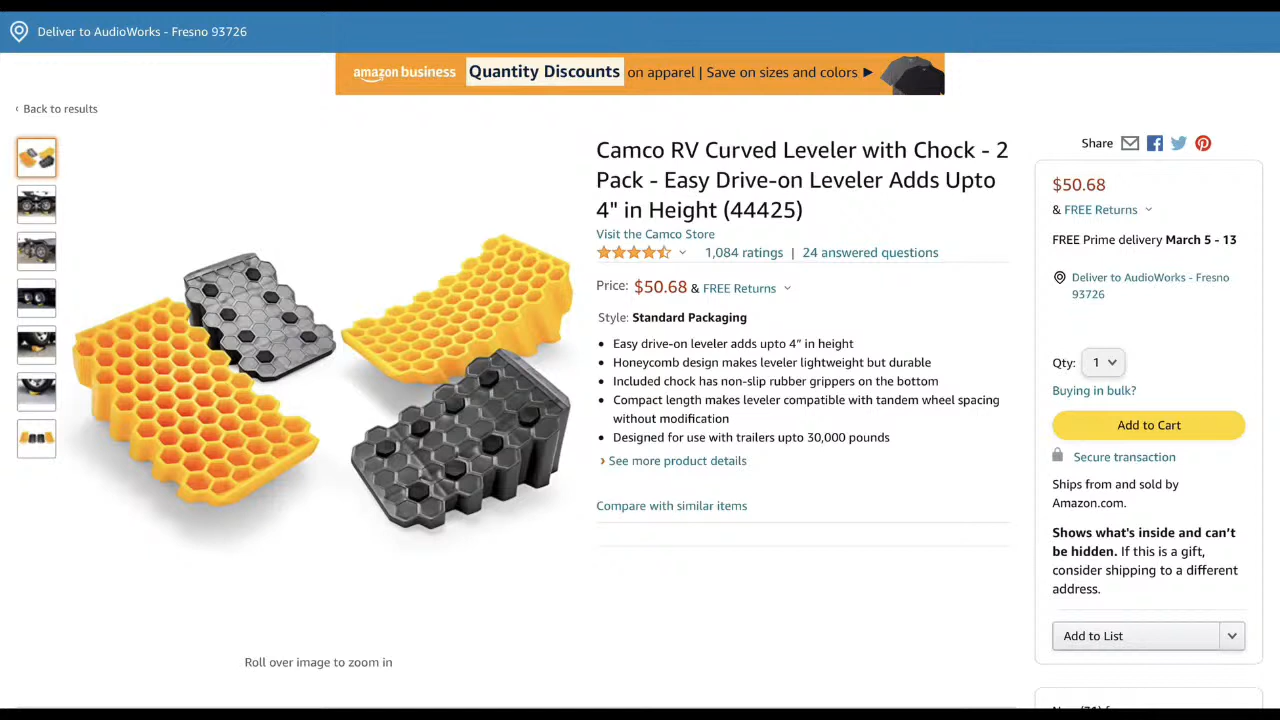 Deliver to AudioWorks - Fresno 93726
amazon business Quantity Discounts on apparel | Save on sizes and colors ►
‹ Back to results
Camco RV Curved Leveler with Chock - 2
Pack - Easy Drive-on Leveler Adds Upto
4" in Height (44425)
Visit the Camco Store
1,084 ratings | 24 answered questions
Price: $50.68 & FREE Returns
Style: Standard Packaging
• Easy drive-on leveler adds upto 4” in height
• Honeycomb design makes leveler lightweight but durable
• Included chock has non-slip rubber grippers on the bottom
• Compact length makes leveler compatible with tandem wheel spacing
without modification
• Designed for use with trailers upto 30,000 pounds
› See more product details
Compare with similar items
Roll over image to zoom in
Share
$50.68
& FREE Returns
FREE Prime delivery March 5 - 13
Deliver to AudioWorks - Fresno
93726
Qty: 1
Buying in bulk?
Add to Cart
Secure transaction
Ships from and sold by
Amazon.com.
Shows what's inside and can’t
be hidden. If this is a gift,
consider shipping to a different
address.
Add to List